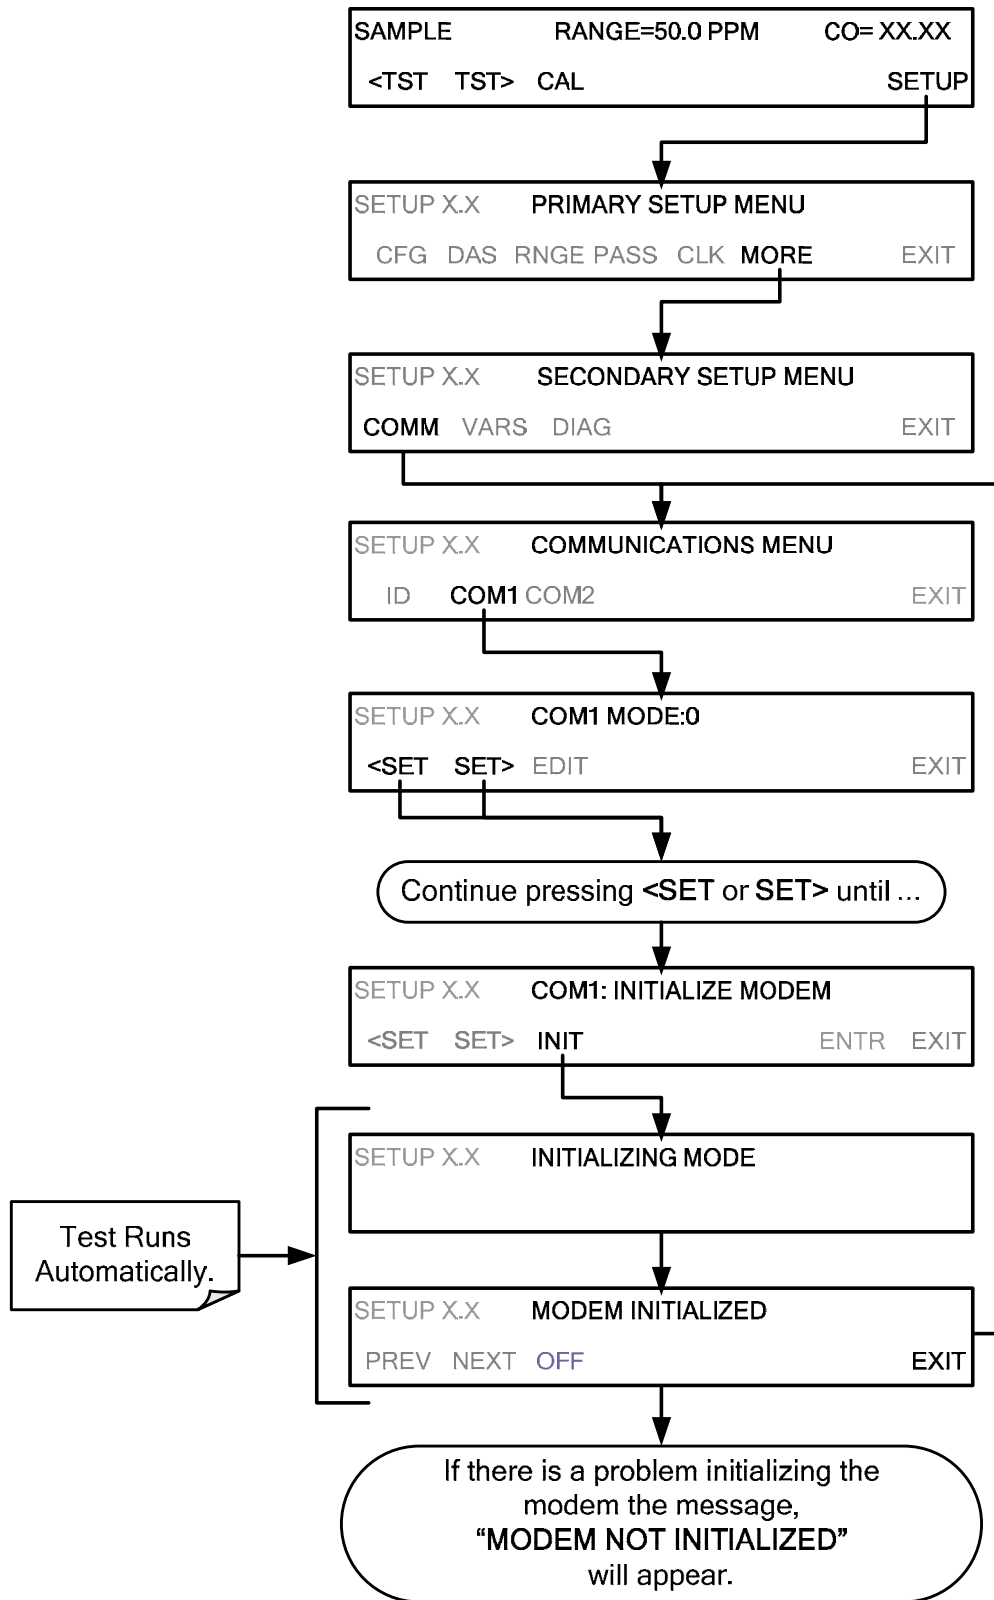 SAMPLE RANGE=50.0 PPM CO= XX.XX
<TST TST> CAL SETUP
SETUP X.X PRIMARY SETUP MENU
CFG DAS RNGE PASS CLK MORE EXIT
SETUP X.X SECONDARY SETUP MENU
COMM VARS DIAG EXIT
SETUP X.X COMMUNICATIONS MENU
ID COM1 COM2 EXIT
SETUP X.X COM1 MODE:0
<SET SET> EDIT EXIT
Continue pressing <SET or SET> until ...
SETUP X.X COM1: INITIALIZE MODEM
<SET SET> INIT ENTR EXIT
SETUP X.X INITIALIZING MODE
Test Runs
Automatically.
SETUP X.X MODEM INITIALIZED
PREV NEXT OFF EXIT
If there is a problem initializing the
modem the message,
“MODEM NOT INITIALIZED”
will appear.